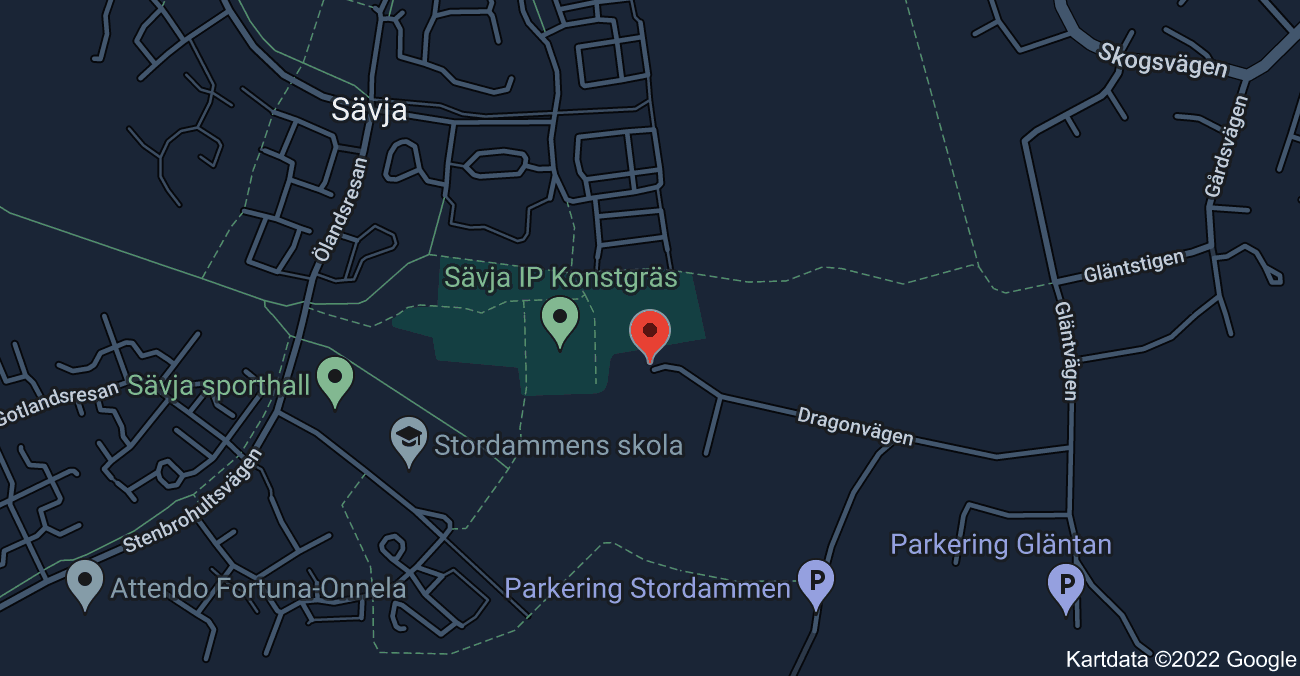 Skogsvägen
Sävja
Gårdsvägen
Ölandsresan
Gläntstigen
Sävja IP Konstgräs
Gläntvägen
Sävja sporthall
Gotlandsresan
Dragonvägen
Stordammens skola
Stenbrohultsvägen
Parkering Gläntan
P
P
Attendo Fortuna-Onnela
Parkering Stordammen
Kartdata ©2022 Google